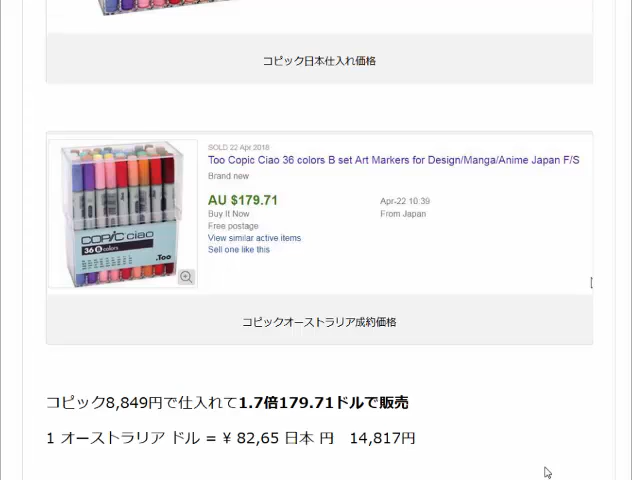 コピック日本仕入れ価格
SOLD 22 Apr 2018
Too Copic Ciao 36 colors B set Art Markers for Design/Manga/Anime Japan F/S
Brand new
AU $179.71
Apr-22 10:39
Buy It Now
From Japan
Free postage
View similar active items
Sell one like this
COPIC ciao
36 B colors
.Too
コピックオーストラリア成約価格
コピック8,849円で仕入れて1.7倍179.71ドルで販売
1 オーストラリア ドル = ¥ 82,65 日本 円 14,817円